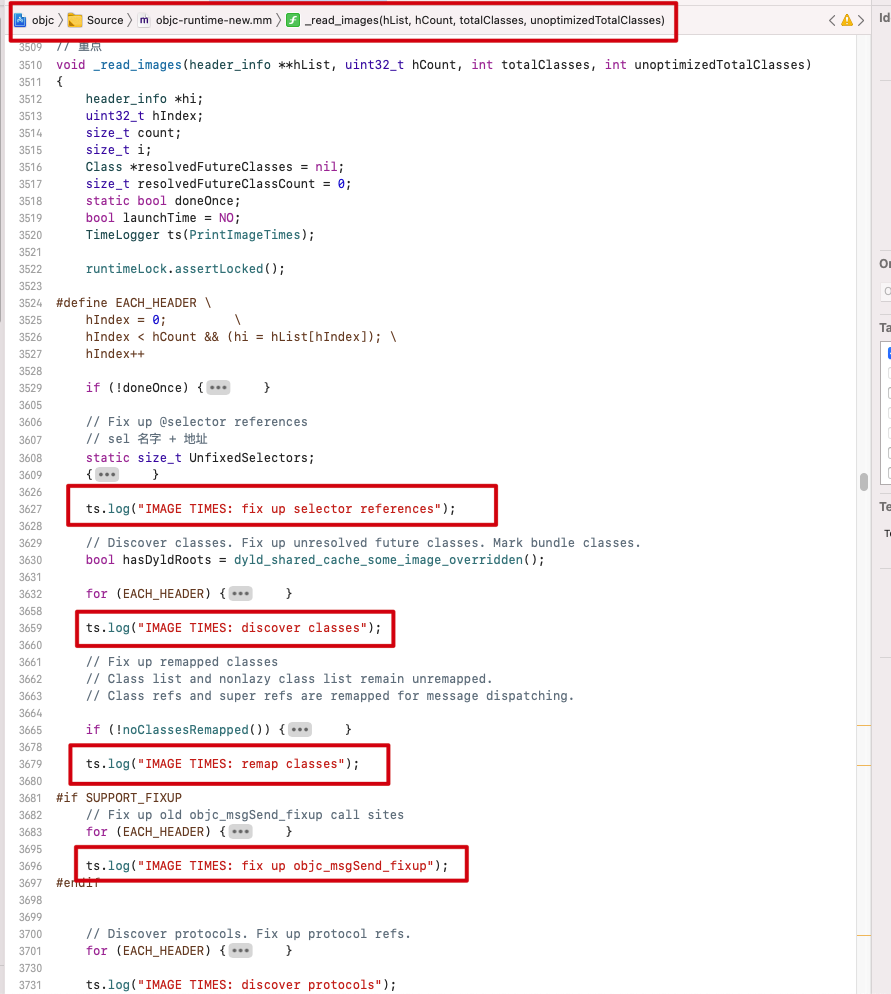 objc 〉 Source 〉 m objc-runtime-new.mm 〉 f _read_images(hList, hCount, totalClasses, unoptimizedTotalClasses)
3509 // 重点
3510 void _read_images(header_info **hList, uint32_t hCount, int totalClasses, int unoptimizedTotalClasses)
3511 {
3512     header_info *hi;
3513     uint32_t hIndex;
3514     size_t count;
3515     size_t i;
3516     Class *resolvedFutureClasses = nil;
3517     size_t resolvedFutureClassCount = 0;
3518     static bool doneOnce;
3519     bool launchTime = NO;
3520     TimeLogger ts(PrintImageTimes);
3521
3522     runtimeLock.assertLocked();
3523
3524 #define EACH_HEADER \
3525     hIndex = 0;         \
3526     hIndex < hCount && (hi = hList[hIndex]); \
3527     hIndex++
3528
3529     if (!doneOnce) {•••    }
3605
3606     // Fix up @selector references
3607     // sel 名字 + 地址
3608     static size_t UnfixedSelectors;
3609     {•••    }
3626
3627     ts.log("IMAGE TIMES: fix up selector references");
3628
3629     // Discover classes. Fix up unresolved future classes. Mark bundle classes.
3630     bool hasDyldRoots = dyld_shared_cache_some_image_overridden();
3631
3632     for (EACH_HEADER) {•••    }
3658
3659     ts.log("IMAGE TIMES: discover classes");
3660
3661     // Fix up remapped classes
3662     // Class list and nonlazy class list remain unremapped.
3663     // Class refs and super refs are remapped for message dispatching.
3664
3665     if (!noClassesRemapped()) {•••    }
3678
3679     ts.log("IMAGE TIMES: remap classes");
3680
3681 #if SUPPORT_FIXUP
3682     // Fix up old objc_msgSend_fixup call sites
3683     for (EACH_HEADER) {•••    }
3695
3696     ts.log("IMAGE TIMES: fix up objc_msgSend_fixup");
3697 #endif
3698
3699
3700     // Discover protocols. Fix up protocol refs.
3701     for (EACH_HEADER) {•••    }
3730
3731     ts.log("IMAGE TIMES: discover protocols");